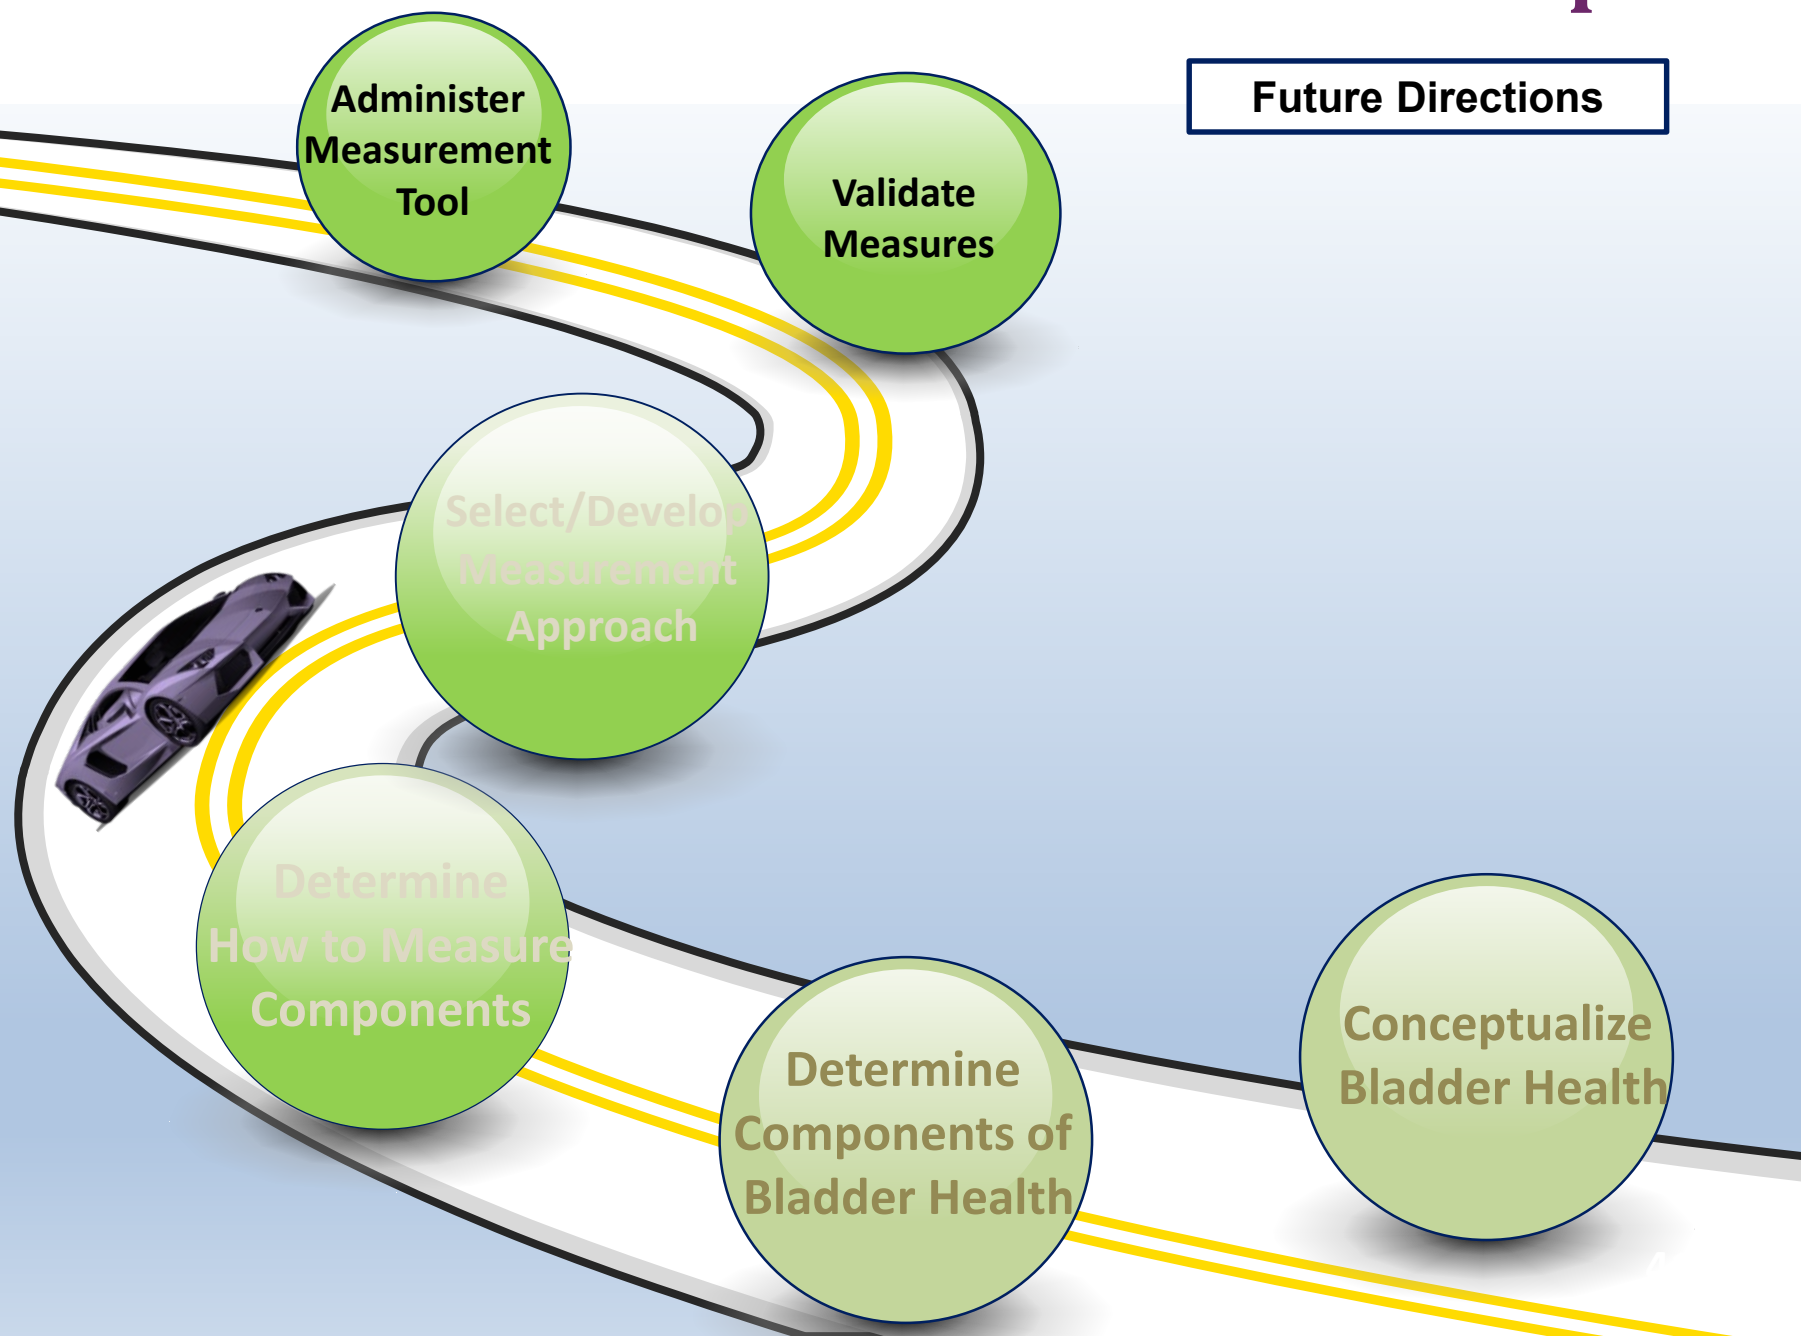 Future Directions
Administer
Measurement
Tool
Validate
Measures
Select/Develop
Measurement
Approach
Determine
How to Measure
Components
Determine
Components of
Bladder Health
Conceptualize
Bladder Health